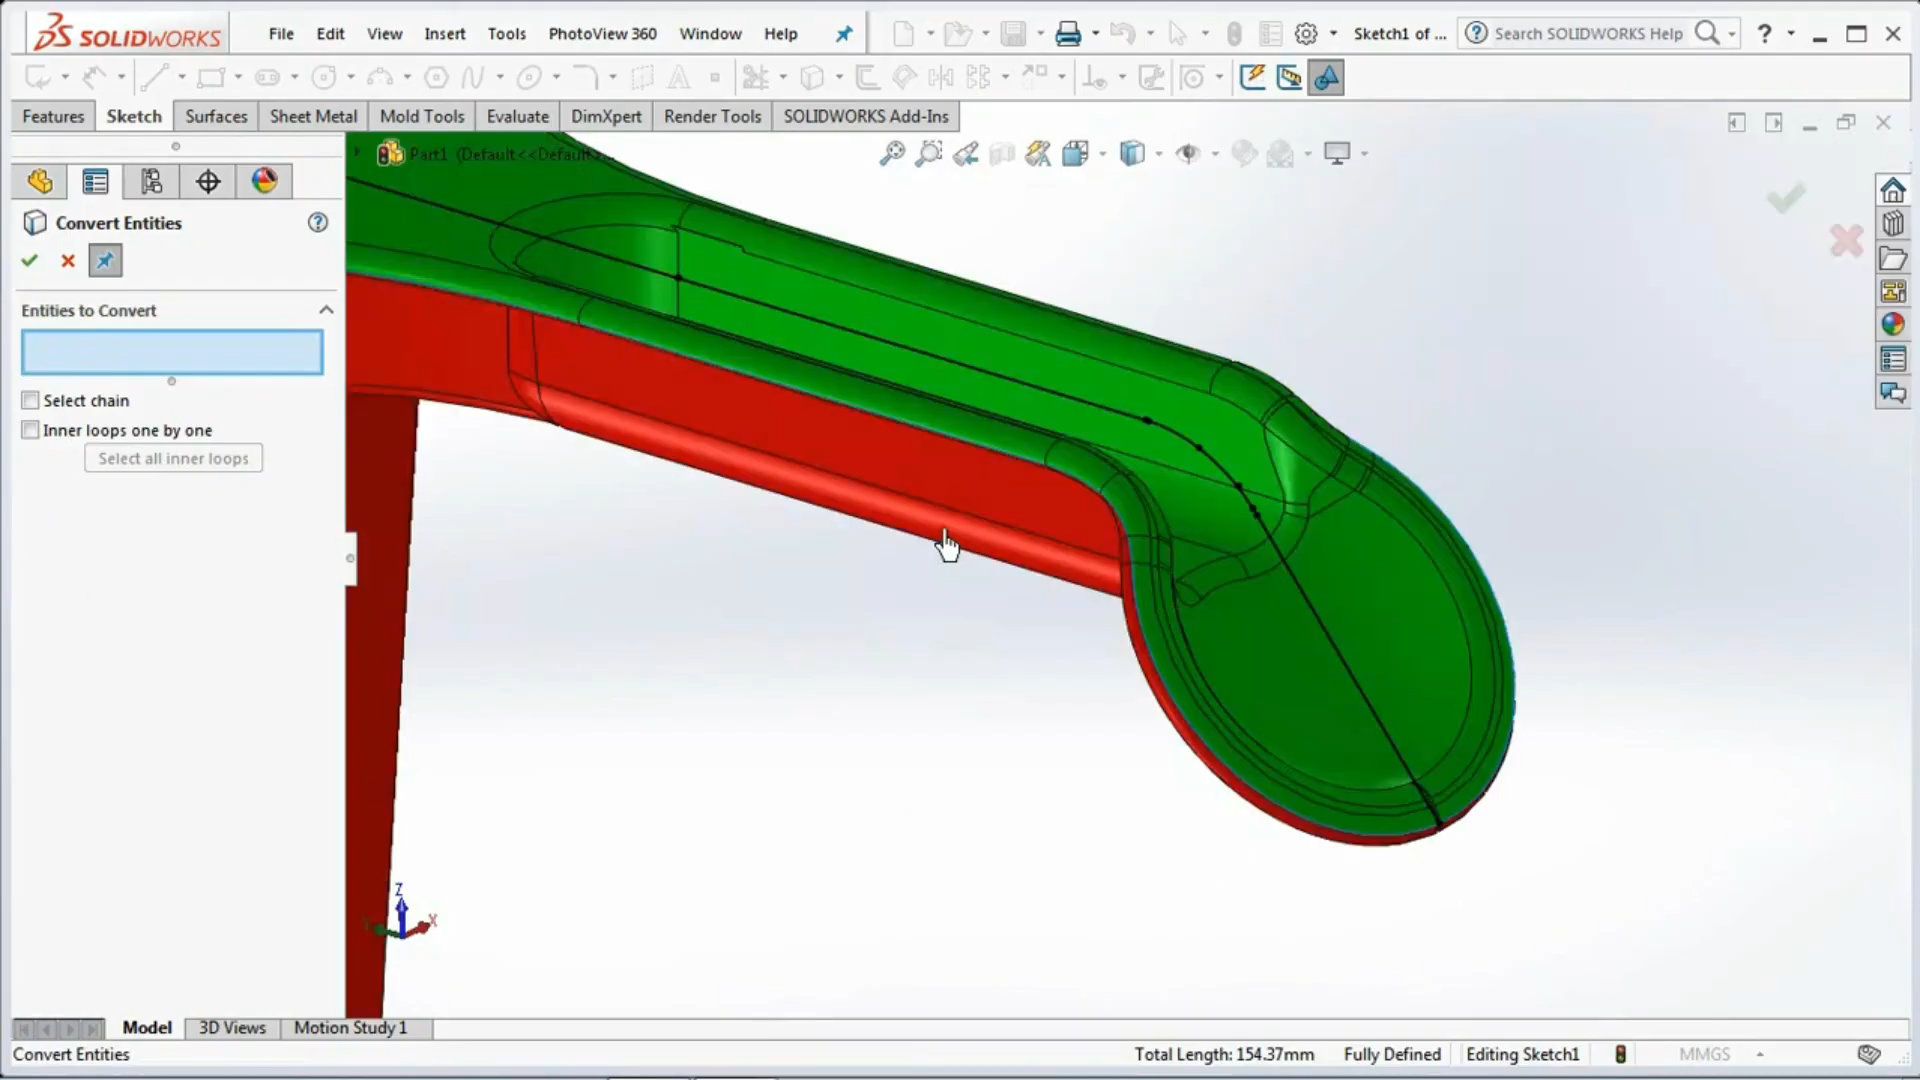 SOLIDWORKS File Edit View Insert Tools PhotoView 360 Window Help Sketch1 of ... Search SOLIDWORKS Help ?
Features Sketch Surfaces Sheet Metal Mold Tools Evaluate DimXpert Render Tools SOLIDWORKS Add-Ins
Part1 (Default<<Default>...
Convert Entities
Entities to Convert
Select chain
Inner loops one by one
Select all inner loops
Z
X
Model 3D Views Motion Study 1
Convert Entities Total Length: 154.37mm Fully Defined Editing Sketch1 MMGS